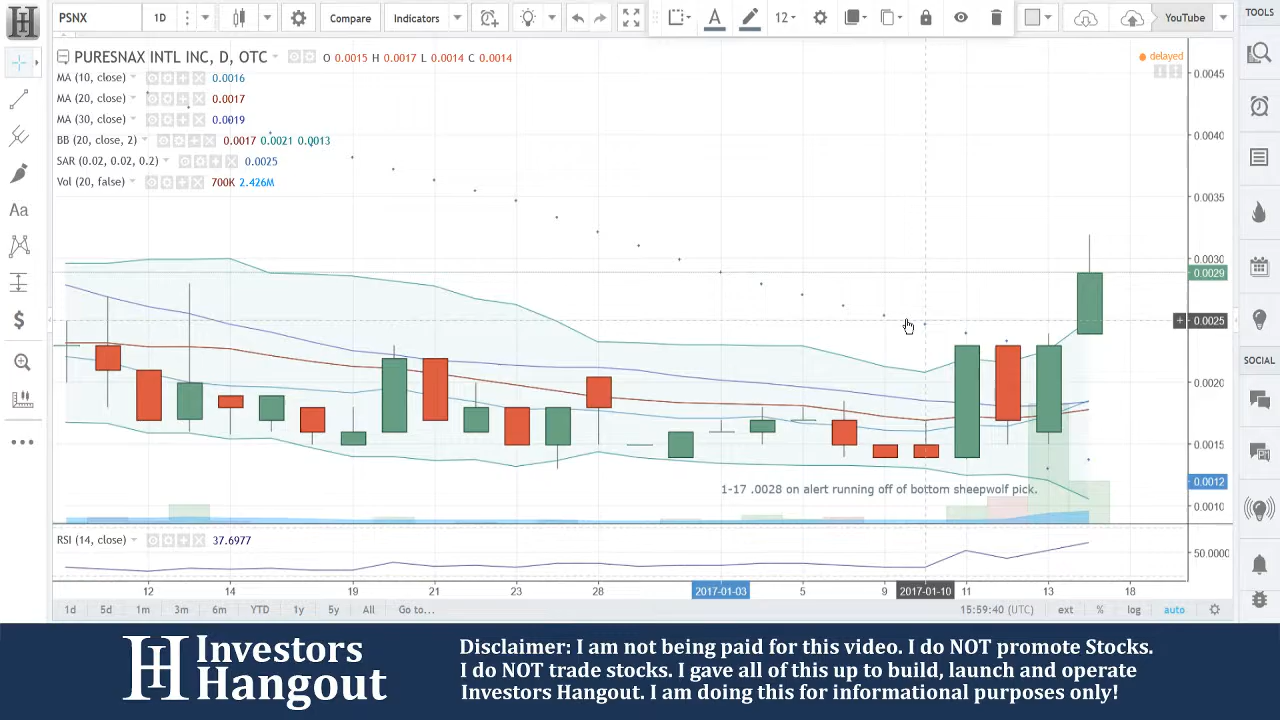 PSNX 1D Compare Indicators 12 YouTube TOOLS
PURESNAX INTL INC, D, OTC O 0.0015 H 0.0017 L 0.0014 C 0.0014 delayed
MA (10, close) 0.0016
MA (20, close) 0.0017
MA (30, close) 0.0019
BB (20, close, 2) 0.0017 0.0021 0.0013
SAR (0.02, 0.02, 0.2) 0.0025
Vol (20, false) 700K 2.426M
0.0045
0.0040
0.0035
0.0030
0.0029
0.0025
0.0020
0.0015
0.0012
0.0010
SOCIAL
Aa
$
1-17 .0028 on alert running off of bottom sheepwolf pick.
RSI (14, close) 37.6977
50.0000
12 14 19 21 23 28 2017-01-03 5 9 2017-01-10 11 13 18
1d 5d 1m 3m 6m YTD 1y 5y All Go to... 15:59:40 (UTC) ext % log auto
H Investors
Hangout
Disclaimer: I am not being paid for this video. I do NOT promote Stocks.
I do NOT trade stocks. I gave all of this up to build, launch and operate
Investors Hangout. I am doing this for informational purposes only!